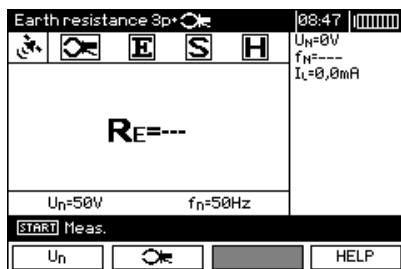 Earth resistance 3p+ 08:47
E S H
UN=0V
fN=---
IL=0,0mA
RE=---
Un=50V fn=50Hz
START Meas.
Un HELP